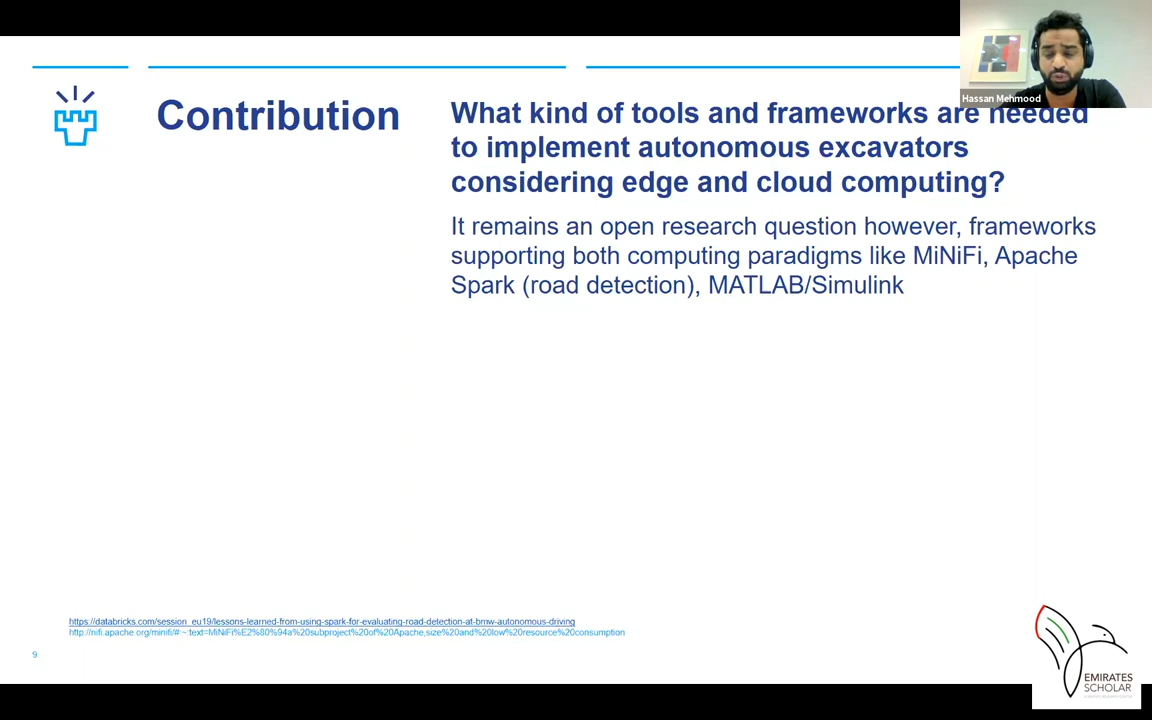 Hassan Mehmood
Contribution
What kind of tools and frameworks are needed
to implement autonomous excavators
considering edge and cloud computing?
It remains an open research question however, frameworks
supporting both computing paradigms like MiNiFi, Apache
Spark (road detection), MATLAB/Simulink
https://databricks.com/session_eu19/lessons-learned-from-using-spark-for-evaluating-road-detection-at-bmw-autonomous-driving
http://nifi.apache.org/minifi/#:~:text=MiNiFi%E2%80%94a%20subproject%20of%20Apache,size%20and%20low%20resource%20consumption
9
EMIRATES
SCHOLAR